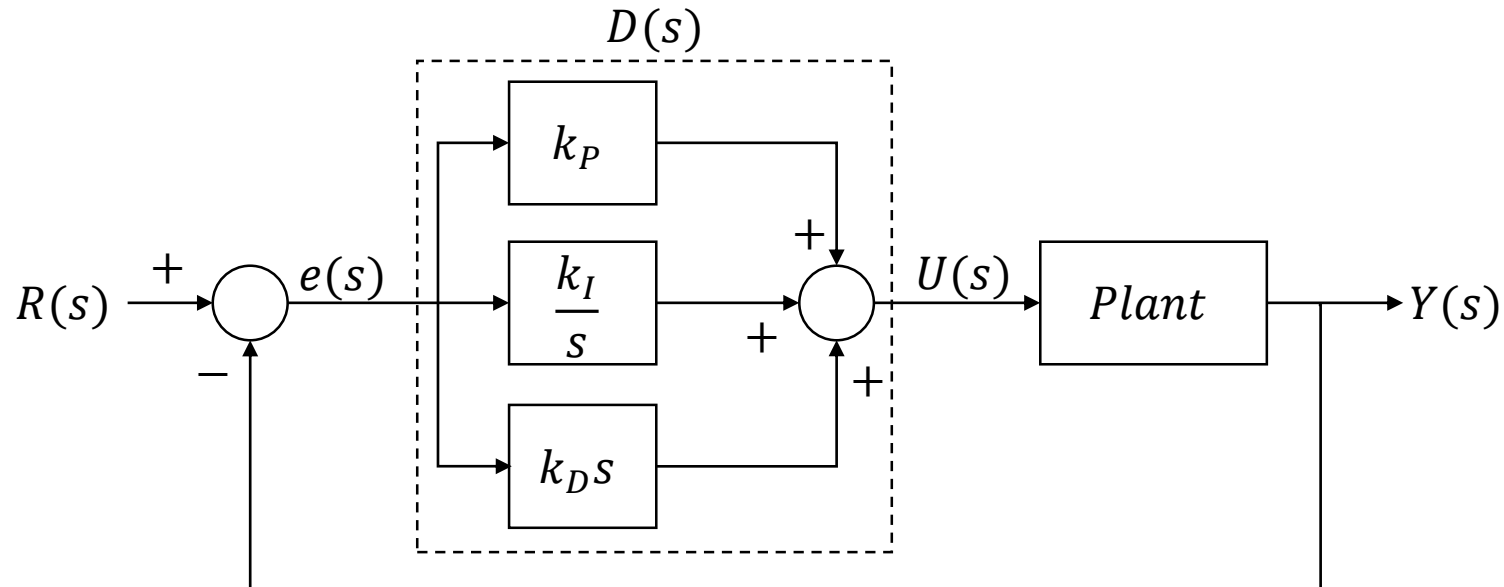 D(s)
k_P
+
+
R(s)
e(s)
k_I
s
+
U(s)
Plant
Y(s)
−
+
k_D s